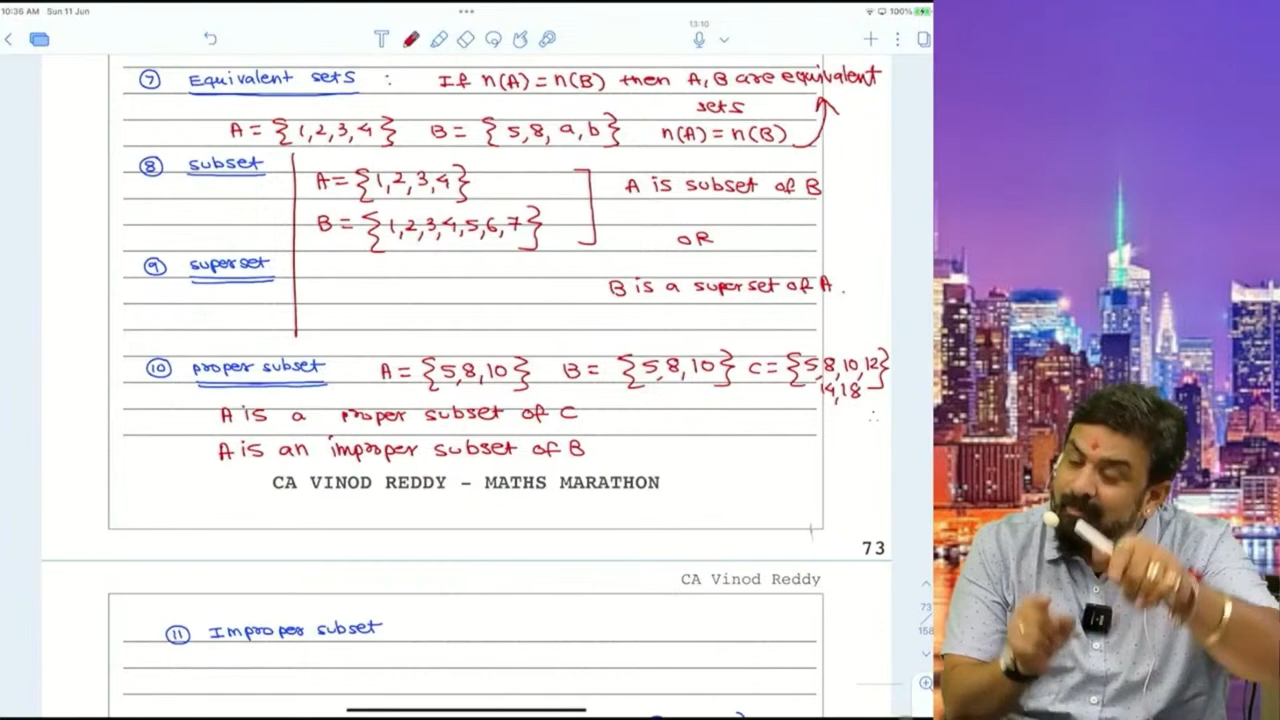 10:36 AM Sun 11 Jun
100%
13:10
T
⑦ Equivalent sets : If n(A) = n(B) then A, B are equivalent
sets
A = {1,2,3,4} B = {5,8,a,b} n(A) = n(B)
⑧ subset
A = {1,2,3,4}
A is subset of B
B = {1,2,3,4,5,6,7}
OR
⑨ superset
B is a superset of A.
⑩ proper subset A = {5,8,10} B = {5,8,10} C = {5,8,10,12
14,18}
A is a proper subset of C
A is an improper subset of B
CA VINOD REDDY - MATHS MARATHON
73
CA Vinod Reddy
73
158
⑪ Improper subset